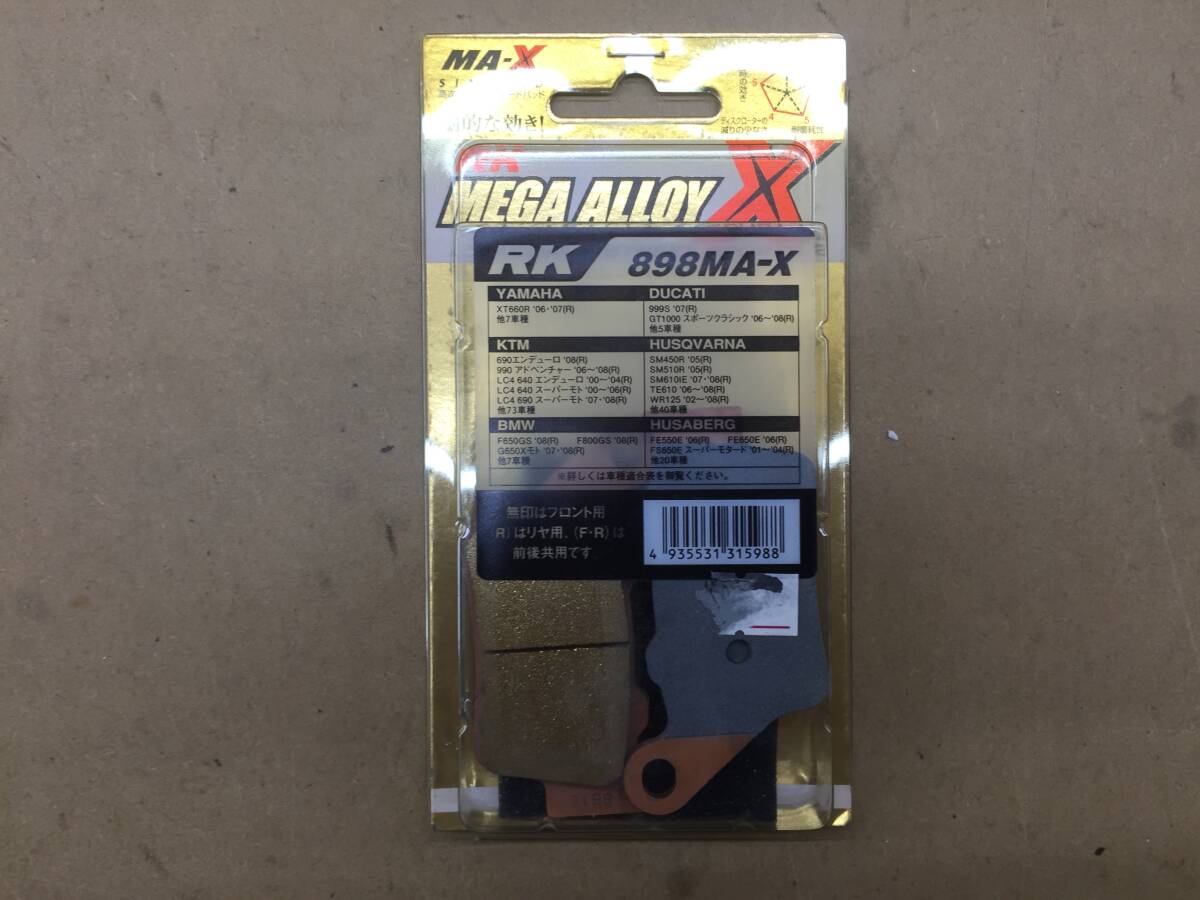 MA-X
的な効き!
5
4
5
ディスクローターの
減りの少なさ
耐磨耗性
MEGA ALLOY X
RK
898MA-X
YAMAHA
XT660R '06・'07(R)
他7車種
DUCATI
999S '07(R)
GT1000 スポーツクラシック '06〜'08(R)
他5車種
KTM
690エンデューロ '08(R)
990 アドベンチャー '06〜'08(R)
LC4 640 エンデューロ '00〜'04(R)
LC4 640 スーパーモト '00〜'06(R)
LC4 690 スーパーモト '07・'08(R)
他73車種
HUSQVARNA
SM450R '05(R)
SM510R '05(R)
SM610IE '07・'08(R)
TE610 '06〜'08(R)
WR125 '02〜'08(R)
他40車種
BMW
F650GS '08(R) F800GS '08(R)
G650Xモト '07・'08(R)
他7車種
HUSABERG
FE550E '06(R) FE650E '06(R)
FS650E スーパーモタード '01〜'04(R)
他20車種
※詳しくは車種適合表を御覧ください。
無印はフロント用
(R)はリヤ用、(F・R)は
前後共用です
4 935531 315988